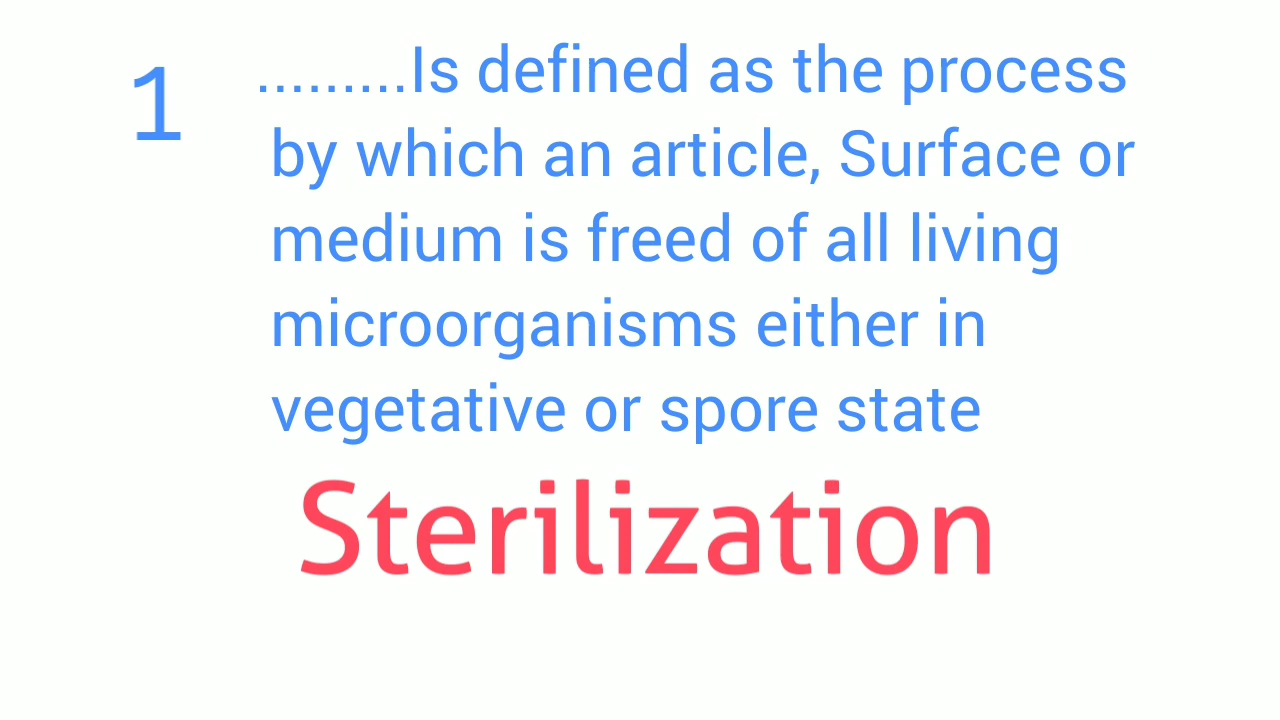 1 .........Is defined as the process
by which an article, Surface or
medium is freed of all living
microorganisms either in
vegetative or spore state
Sterilization